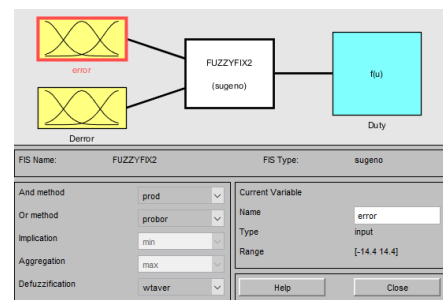 error
FUZZYFIX2
(sugeno)
f(u)
Derror
Duty
FIS Name: FUZZYFIX2 FIS Type: sugeno
And method prod
Or method probor
Implication min
Aggregation max
Defuzzification wtaver
Current Variable
Name error
Type input
Range [-14.4 14.4]
Help Close